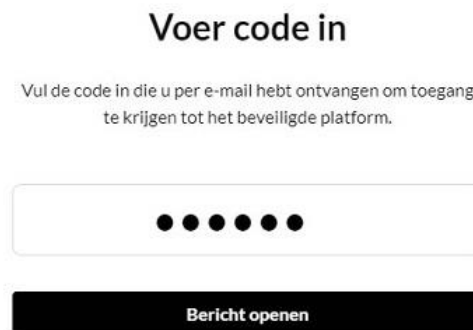 Voer code in
Vul de code in die u per e-mail hebt ontvangen om toegang
te krijgen tot het beveiligde platform.
Bericht openen